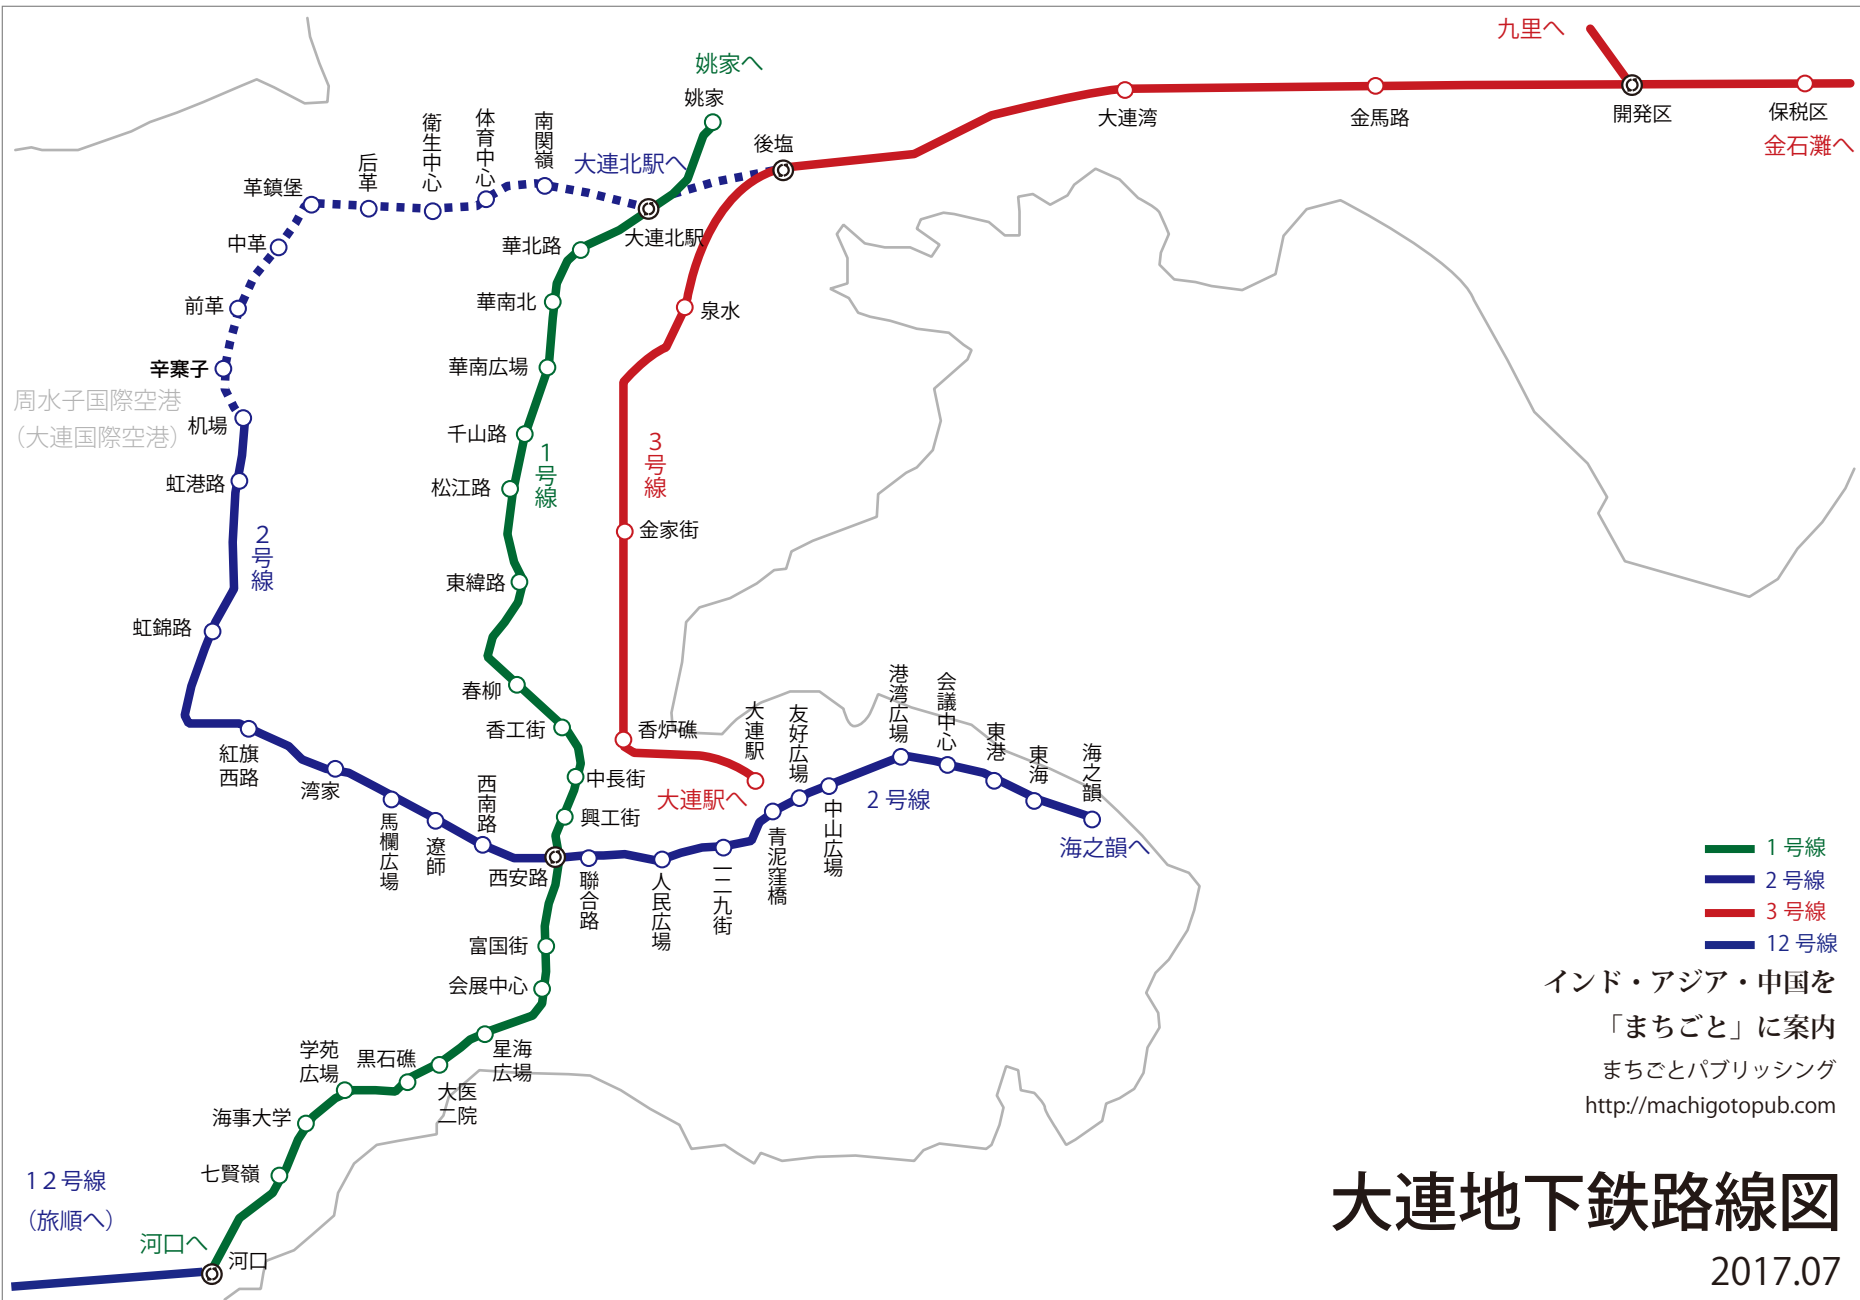 九里へ
姚家へ
姚家
大連湾
金馬路
開発区
保税区
金石灘へ
後塩
南関嶺
体育中心
衛生中心
后革
革鎮堡
大連北駅へ
大連北駅
中革
前革
辛寨子
周水子国際空港
（大連国際空港）
机場
虹港路
2号線
虹錦路
紅旗
西路
湾家
馬欄広場
遼師
西南路
西安路
華北路
華南北
華南広場
千山路
松江路
1号線
東緯路
春柳
香工街
中長街
興工街
泉水
3号線
金家街
香炉礁
大連駅
大連駅へ
聯合路
人民広場
一二九街
青泥窪橋
友好広場
中山広場
2 号線
港湾広場
会議中心
東港
東海
海之韻
海之韻へ
富国街
会展中心
星海
広場
大医
二院
黒石礁
学苑
広場
海事大学
七賢嶺
12号線
（旅順へ）
河口へ
河口
1 号線
2 号線
3 号線
12 号線
インド・アジア・中国を
「まちごと」に案内
まちごとパブリッシング
http://machigotopub.com
大連地下鉄路線図
2017.07